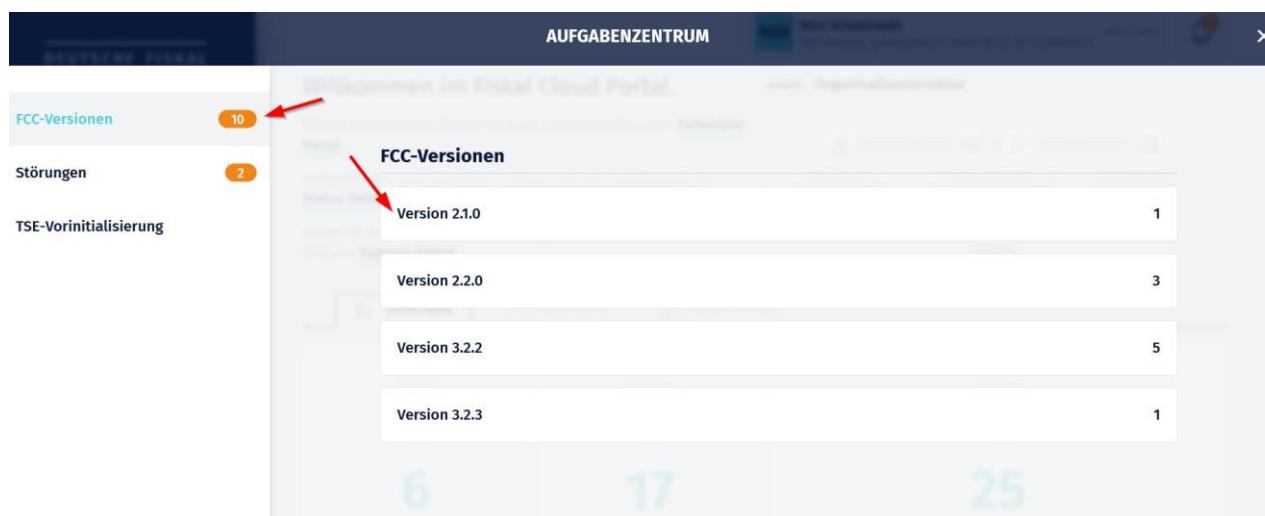 AUFGABENZENTRUM
DEUTSCHE FISKAL
Willkommen im Fiskal Cloud Portal.
FCC-Versionen 10
FCC-Versionen
Störungen 2
Version 2.1.0 1
TSE-Vorinitialisierung
Version 2.2.0 3
Version 3.2.2 5
Version 3.2.3 1
6 17 25